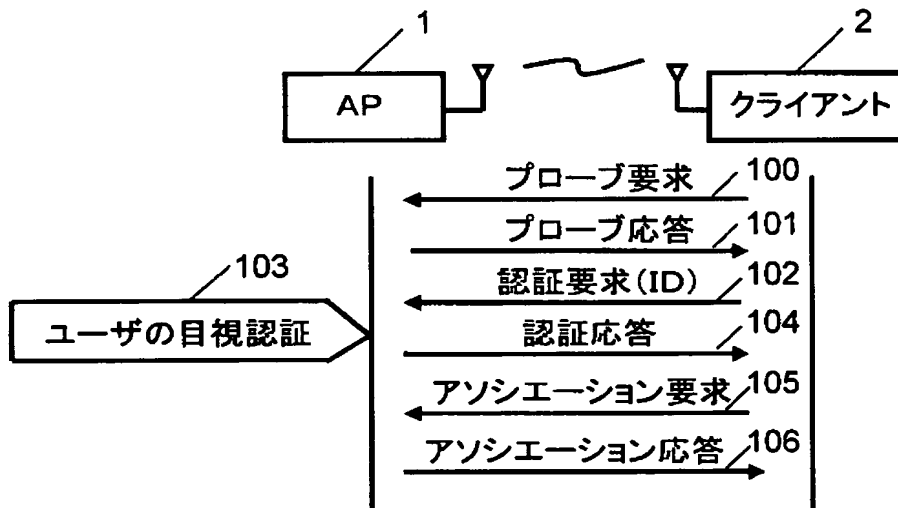 1
2
AP
クライアント
プローブ要求
100
プローブ応答
101
103
認証要求(ID)
102
ユーザの目視認証
認証応答
104
アソシエーション要求
105
アソシエーション応答
106